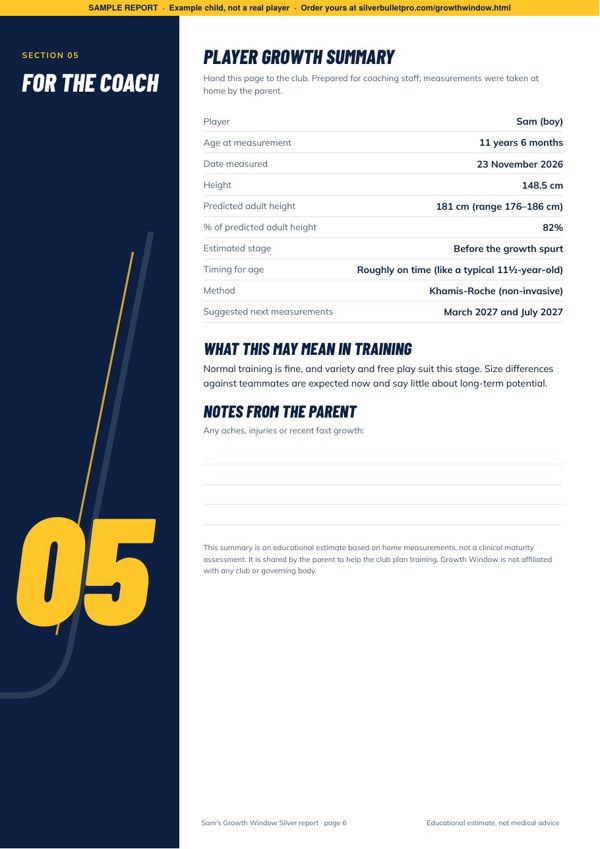 SAMPLE REPORT · Example child, not a real player · Order yours at silverbulletpro.com/growthwindow.html
SECTION 05
FOR THE COACH
05
PLAYER GROWTH SUMMARY
Hand this page to the club. Prepared for coaching staff; measurements were taken at
home by the parent.
Player Sam (boy)
Age at measurement 11 years 6 months
Date measured 23 November 2026
Height 148.5 cm
Predicted adult height 181 cm (range 176–186 cm)
% of predicted adult height 82%
Estimated stage Before the growth spurt
Timing for age Roughly on time (like a typical 11½-year-old)
Method Khamis-Roche (non-invasive)
Suggested next measurements March 2027 and July 2027
WHAT THIS MAY MEAN IN TRAINING
Normal training is fine, and variety and free play suit this stage. Size differences
against teammates are expected now and say little about long-term potential.
NOTES FROM THE PARENT
Any aches, injuries or recent fast growth:
This summary is an educational estimate based on home measurements, not a clinical maturity
assessment. It is shared by the parent to help the club plan training. Growth Window is not affiliated
with any club or governing body.
Sam's Growth Window Silver report · page 6
Educational estimate, not medical advice